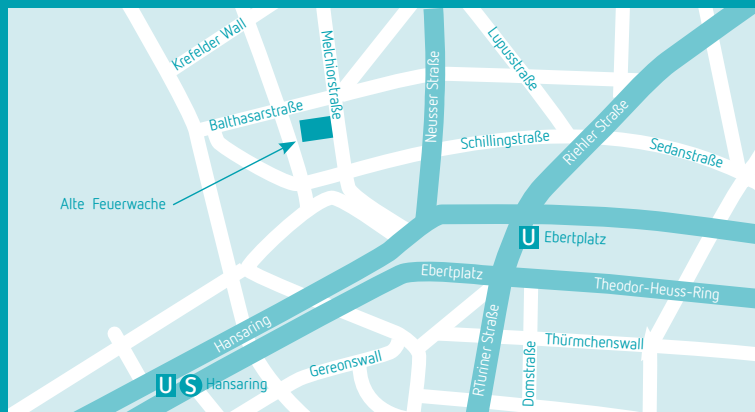 Krefelder Wall
Melchiorstraße
Lupusstraße
Neusser Straße
Balthasarstraße
Riehler Straße
Schillingstraße
Sedanstraße
Alte Feuerwache
U Ebertplatz
Ebertplatz
Theodor-Heuss-Ring
Hansaring
RTuriner Straße
Thürmchenswall
Domstraße
Gereonswall
U S Hansaring